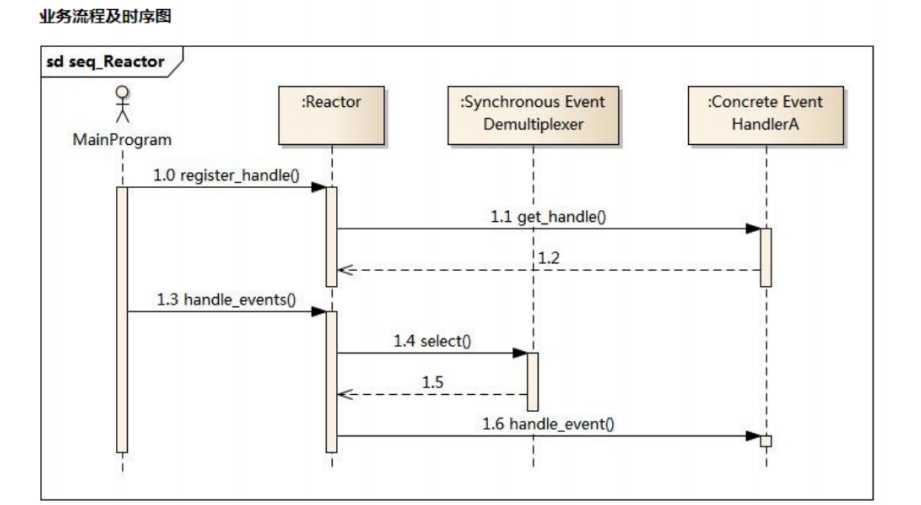 业务流程及时序图
sd seq_Reactor
MainProgram
:Reactor
:Synchronous Event
Demultiplexer
:Concrete Event
HandlerA
1.0 register_handle()
1.1 get_handle()
1.2
1.3 handle_events()
1.4 select()
1.5
1.6 handle_event()